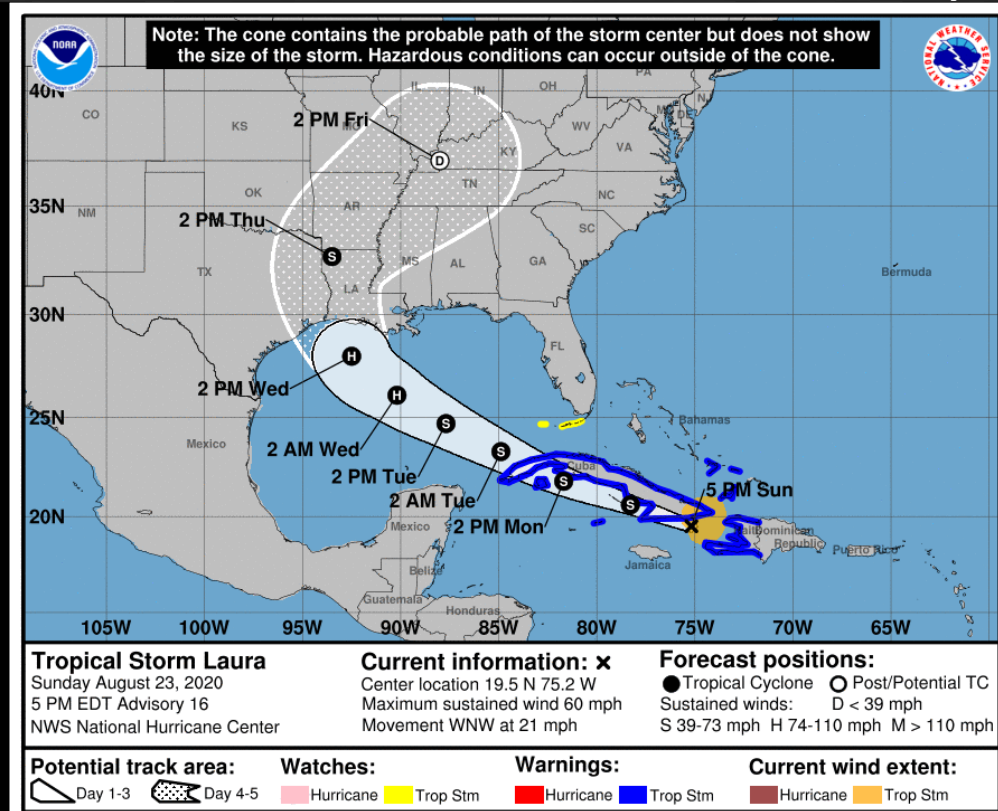 Note: The cone contains the probable path of the storm center but does not show
the size of the storm. Hazardous conditions can occur outside of the cone.
NOAA
NATIONAL WEATHER SERVICE
40N
35N
30N
25N
20N
CO
KS
MO
IL
IN
OH
PA
NJ
MD
DE
WV
VA
KY
2 PM Fri
D
NM
OK
AR
TN
NC
SC
2 PM Thu
S
TX
LA
MS
AL
GA
Bermuda
FL
H
2 PM Wed
H
2 AM Wed
S
2 PM Tue
S
2 AM Tue
S
2 PM Mon
S
5 PM Sun
Mexico
Bahamas
Cuba
Mexico
Haiti
Dominican
Republic
Puerto Rico
Jamaica
Belize
Guatemala
Honduras
105W
100W
95W
90W
85W
80W
75W
70W
65W
Tropical Storm Laura
Sunday August 23, 2020
5 PM EDT Advisory 16
NWS National Hurricane Center
Current information: x
Center location 19.5 N 75.2 W
Maximum sustained wind 60 mph
Movement WNW at 21 mph
Forecast positions:
Tropical Cyclone Post/Potential TC
Sustained winds: D < 39 mph
S 39-73 mph H 74-110 mph M > 110 mph
Potential track area:
Day 1-3 Day 4-5
Watches:
Hurricane Trop Stm
Warnings:
Hurricane Trop Stm
Current wind extent:
Hurricane Trop Stm